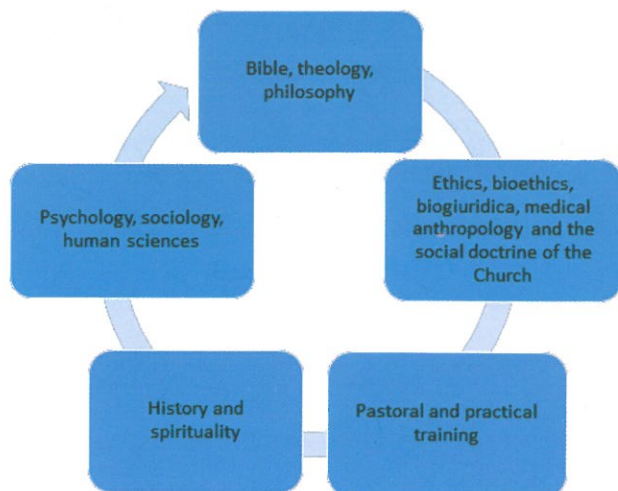 Bible, theology,
philosophy
Ethics, bioethics,
biogiuridica, medical
anthropology and the
social doctrine of the
Church
Pastoral and practical
training
History and
spirituality
Psychology, sociology,
human sciences